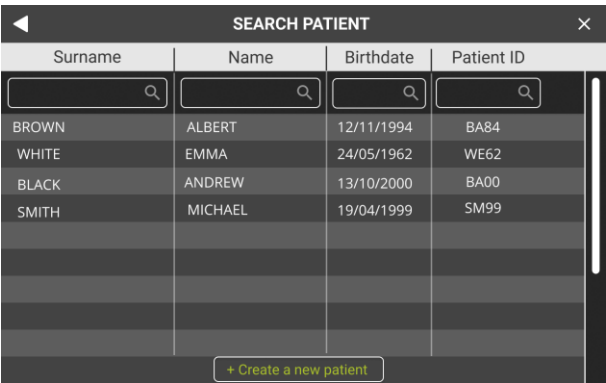 SEARCH PATIENT
Surname Name Birthdate Patient ID
BROWN ALBERT 12/11/1994 BA84
WHITE EMMA 24/05/1962 WE62
BLACK ANDREW 13/10/2000 BA00
SMITH MICHAEL 19/04/1999 SM99
+ Create a new patient